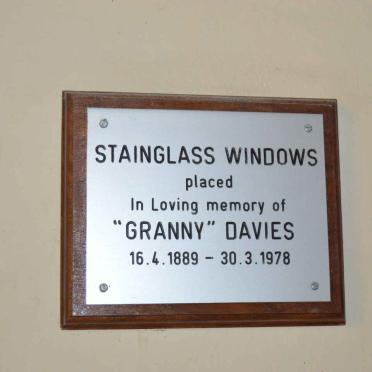 STAINGLASS WINDOWS
placed
In Loving memory of
"GRANNY" DAVIES
16.4.1889 - 30.3.1978